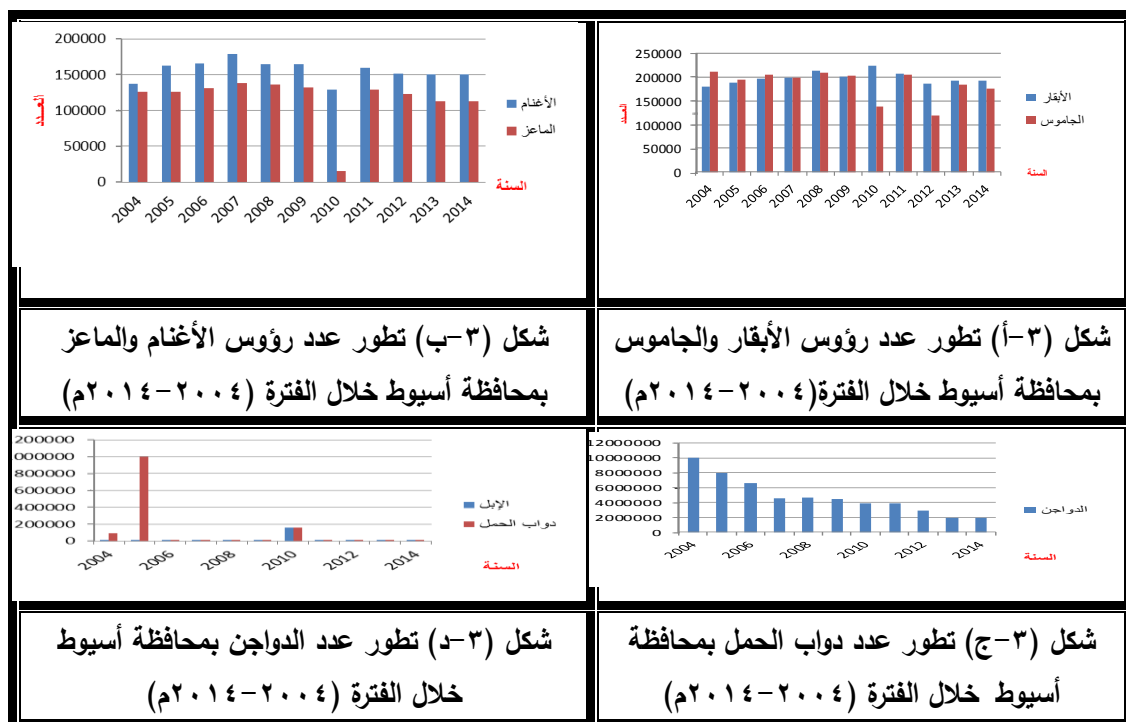 250000
200000
150000
100000
50000
0
العدد
2004 2005 2006 2007 2008 2009 2010 2011 2012 2013 2014
السنة
الأبقار
الجاموس
200000
150000
100000
50000
0
العدد
2004 2005 2006 2007 2008 2009 2010 2011 2012 2013 2014
السنة
الأغنام
الماعز
شكل (٣-أ) تطور عدد رؤوس الأبقار والجاموس
بمحافظة أسيوط خلال الفترة(٢٠٠٤-٢٠١٤م)
شكل (٣-ب) تطور عدد رؤوس الأغنام والماعز
بمحافظة أسيوط خلال الفترة (٢٠٠٤-٢٠١٤م)
12000000
10000000
8000000
6000000
4000000
2000000
0
2004 2006 2008 2010 2012 2014
السنة
الدواجن
200000
000000
800000
600000
400000
200000
0
2004 2006 2008 2010 2012 2014
السنة
الإبل
دواب الحمل
شكل (٣-ج) تطور عدد دواب الحمل بمحافظة
أسيوط خلال الفترة (٢٠٠٤-٢٠١٤م)
شكل (٣-د) تطور عدد الدواجن بمحافظة أسيوط
خلال الفترة (٢٠٠٤-٢٠١٤م)